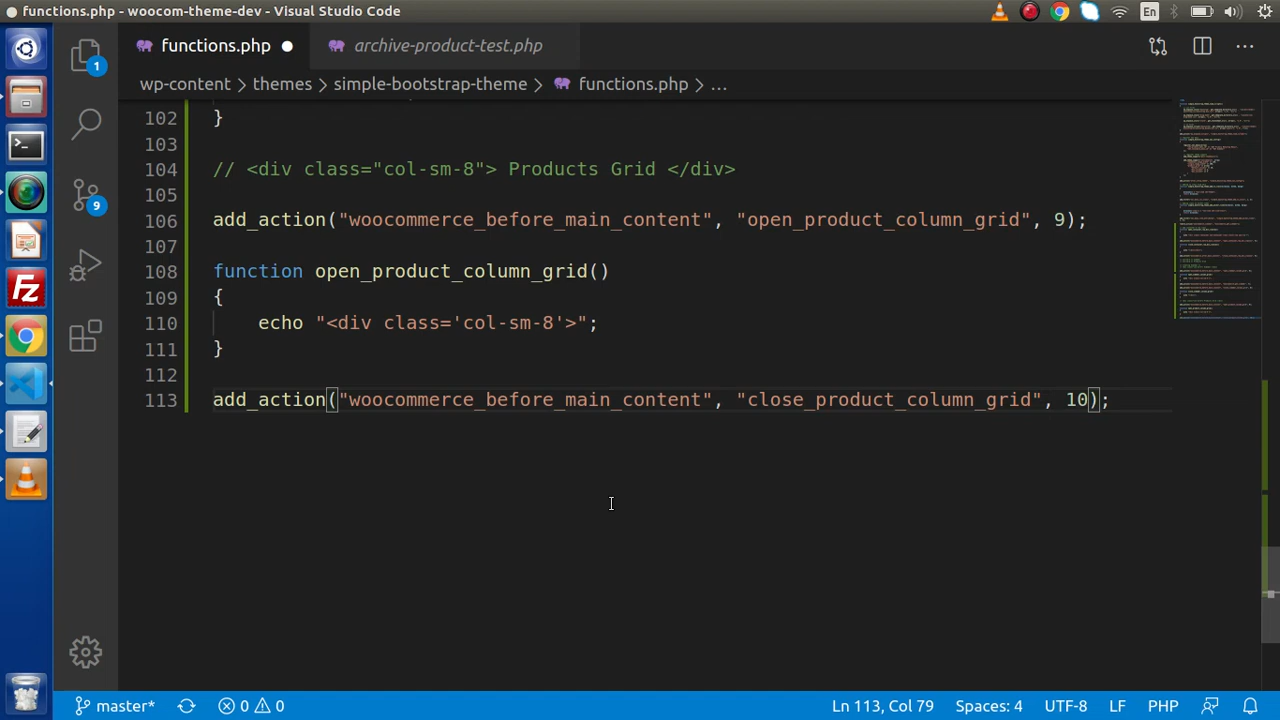 functions.php - woocom-theme-dev - Visual Studio Code
En
functions.php
archive-product-test.php
wp-content > themes > simple-bootstrap-theme > functions.php > ...
102 }
103
104 // <div class="col-sm-8"> Products Grid </div>
105
106 add_action("woocommerce_before_main_content", "open_product_column_grid", 9);
107
108 function open_product_column_grid()
109 {
110 echo "<div class='col-sm-8'>";
111 }
112
113 add_action("woocommerce_before_main_content", "close_product_column_grid", 10);
1
9
master*
0 0
Ln 113, Col 79
Spaces: 4
UTF-8
LF
PHP